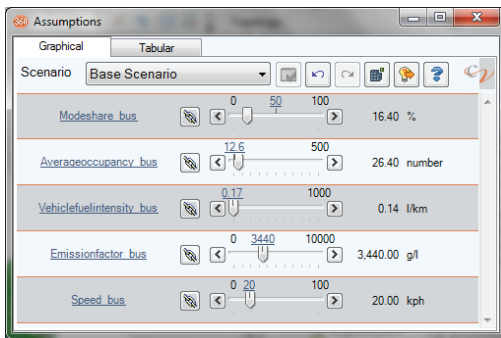 360 Assumptions
Graphical Tabular
Scenario Base Scenario
0 50 100
Modeshare_bus 16.40 %
12.6 500
Averageoccupancy_bus 26.40 number
0.17 1000
Vehiclefuelintensity_bus 0.14 l/km
0 3440 10000
Emissionfactor_bus 3,440.00 g/l
0 20 100
Speed_bus 20.00 kph